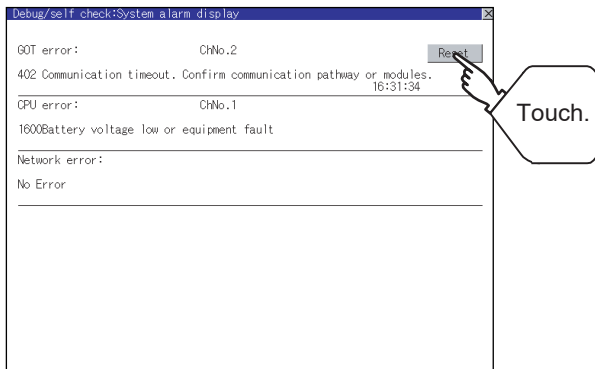 Debug/self check:System alarm display
GOT error: ChNo.2 Reset
402 Communication timeout. Confirm communication pathway or modules.
16:31:34
CPU error: ChNo.1
1600Battery voltage low or equipment fault
Network error:
No Error
Touch.